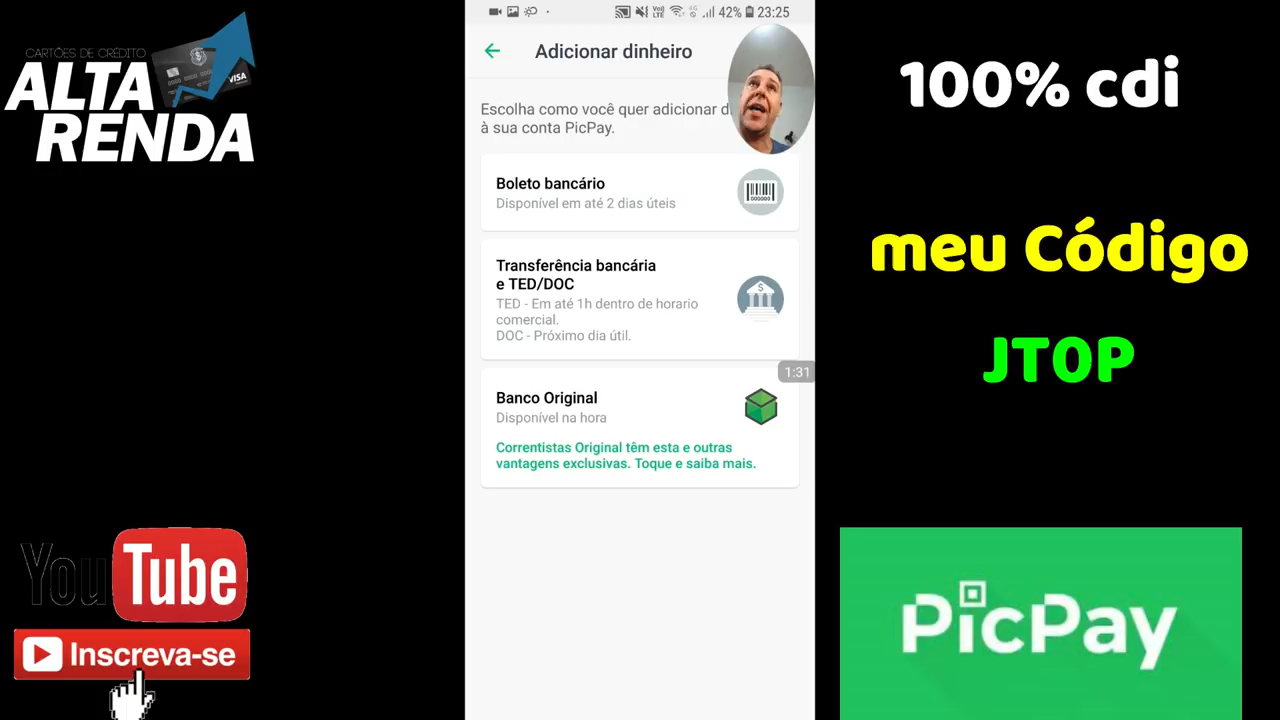 CARTÕES DE CRÉDITO
ALTA
RENDA
VISA
YouTube
Inscreva-se
42% 23:25
Adicionar dinheiro
Escolha como você quer adicionar d
à sua conta PicPay.
Boleto bancário
Disponível em até 2 dias úteis
000000
Transferência bancária
e TED/DOC
TED - Em até 1h dentro de horario
comercial.
DOC - Próximo dia útil.
$
1:31
Banco Original
Disponível na hora
Correntistas Original têm esta e outras
vantagens exclusivas. Toque e saiba mais.
100% cdi
meu Código
JT0P
PicPay